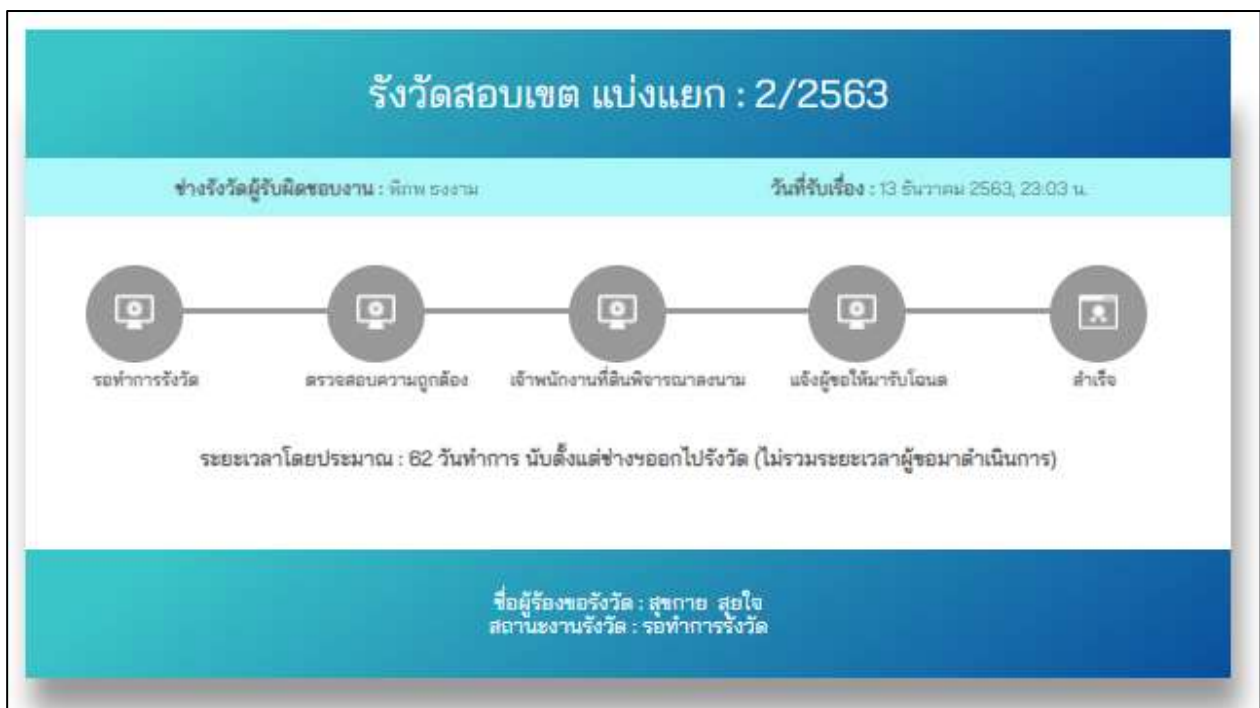 รังวัดสอบเขต แบ่งแยก : 2/2563
ช่างรังวัดผู้รับผิดชอบงาน : พิภพ ธงงาม
วันที่รับเรื่อง : 13 ธันวาคม 2563, 23:03 น.
รอทำการรังวัด
ตรวจสอบความถูกต้อง
เจ้าพนักงานที่ดินพิจารณาลงนาม
แจ้งผู้ขอให้มารับโฉนด
สำเร็จ
ระยะเวลาโดยประมาณ : 62 วันทำการ นับตั้งแต่ช่างฯออกไปรังวัด (ไม่รวมระยะเวลาผู้ขอมาดำเนินการ)
ชื่อผู้ร้องขอรังวัด : สุขกาย สุขใจ
สถานะงานรังวัด : รอทำการรังวัด